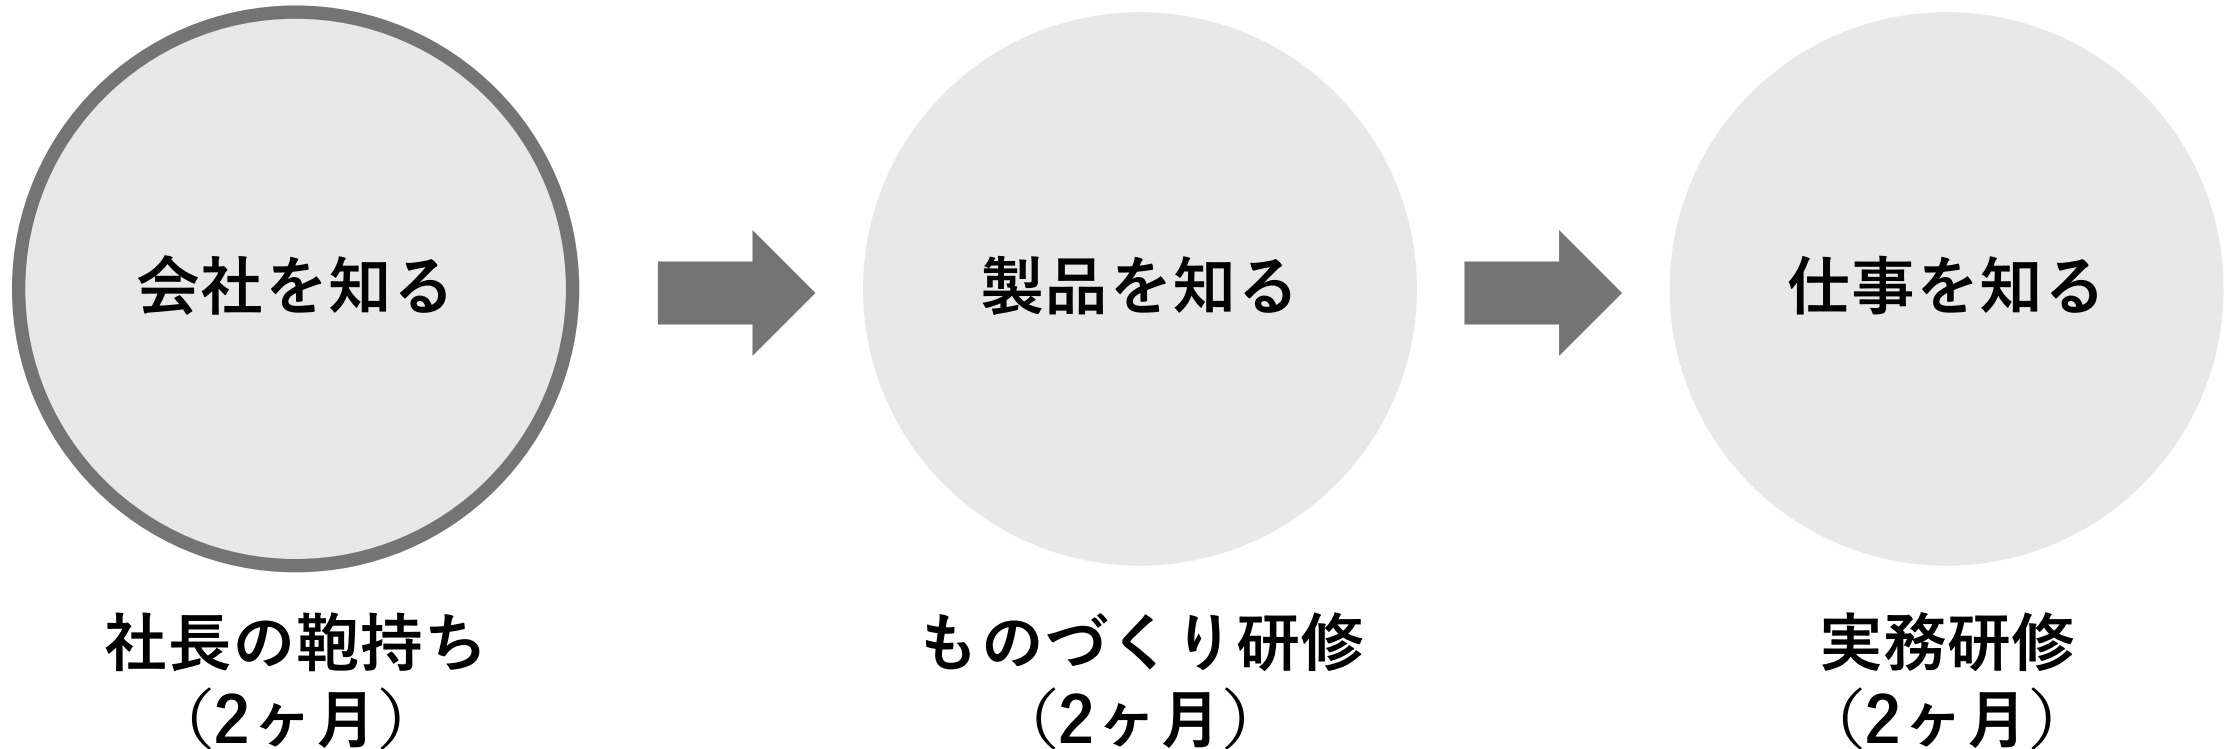 会社を知る
製品を知る
仕事を知る
社長の鞄持ち
（2ヶ月）
ものづくり研修
（2ヶ月）
実務研修
（2ヶ月）